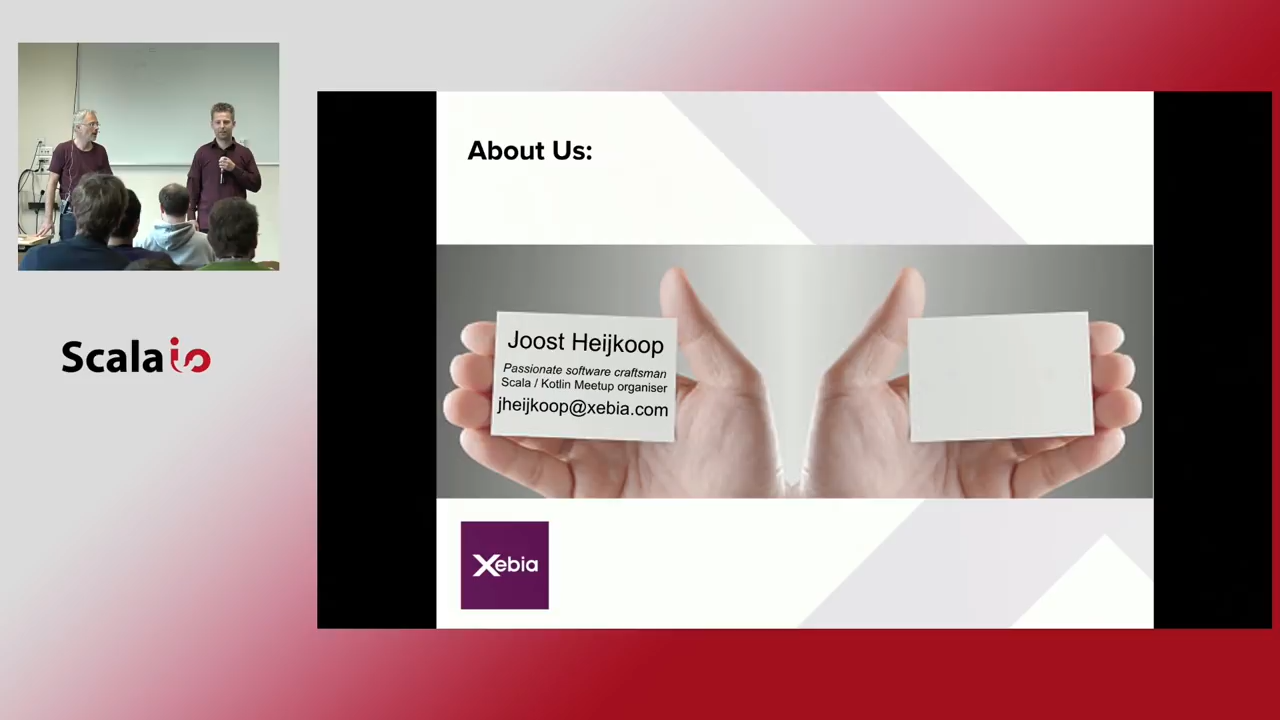 Scala io
About Us:
Joost Heijkoop
Passionate software craftsman
Scala / Kotlin Meetup organiser
jheijkoop@xebia.com
Xebia